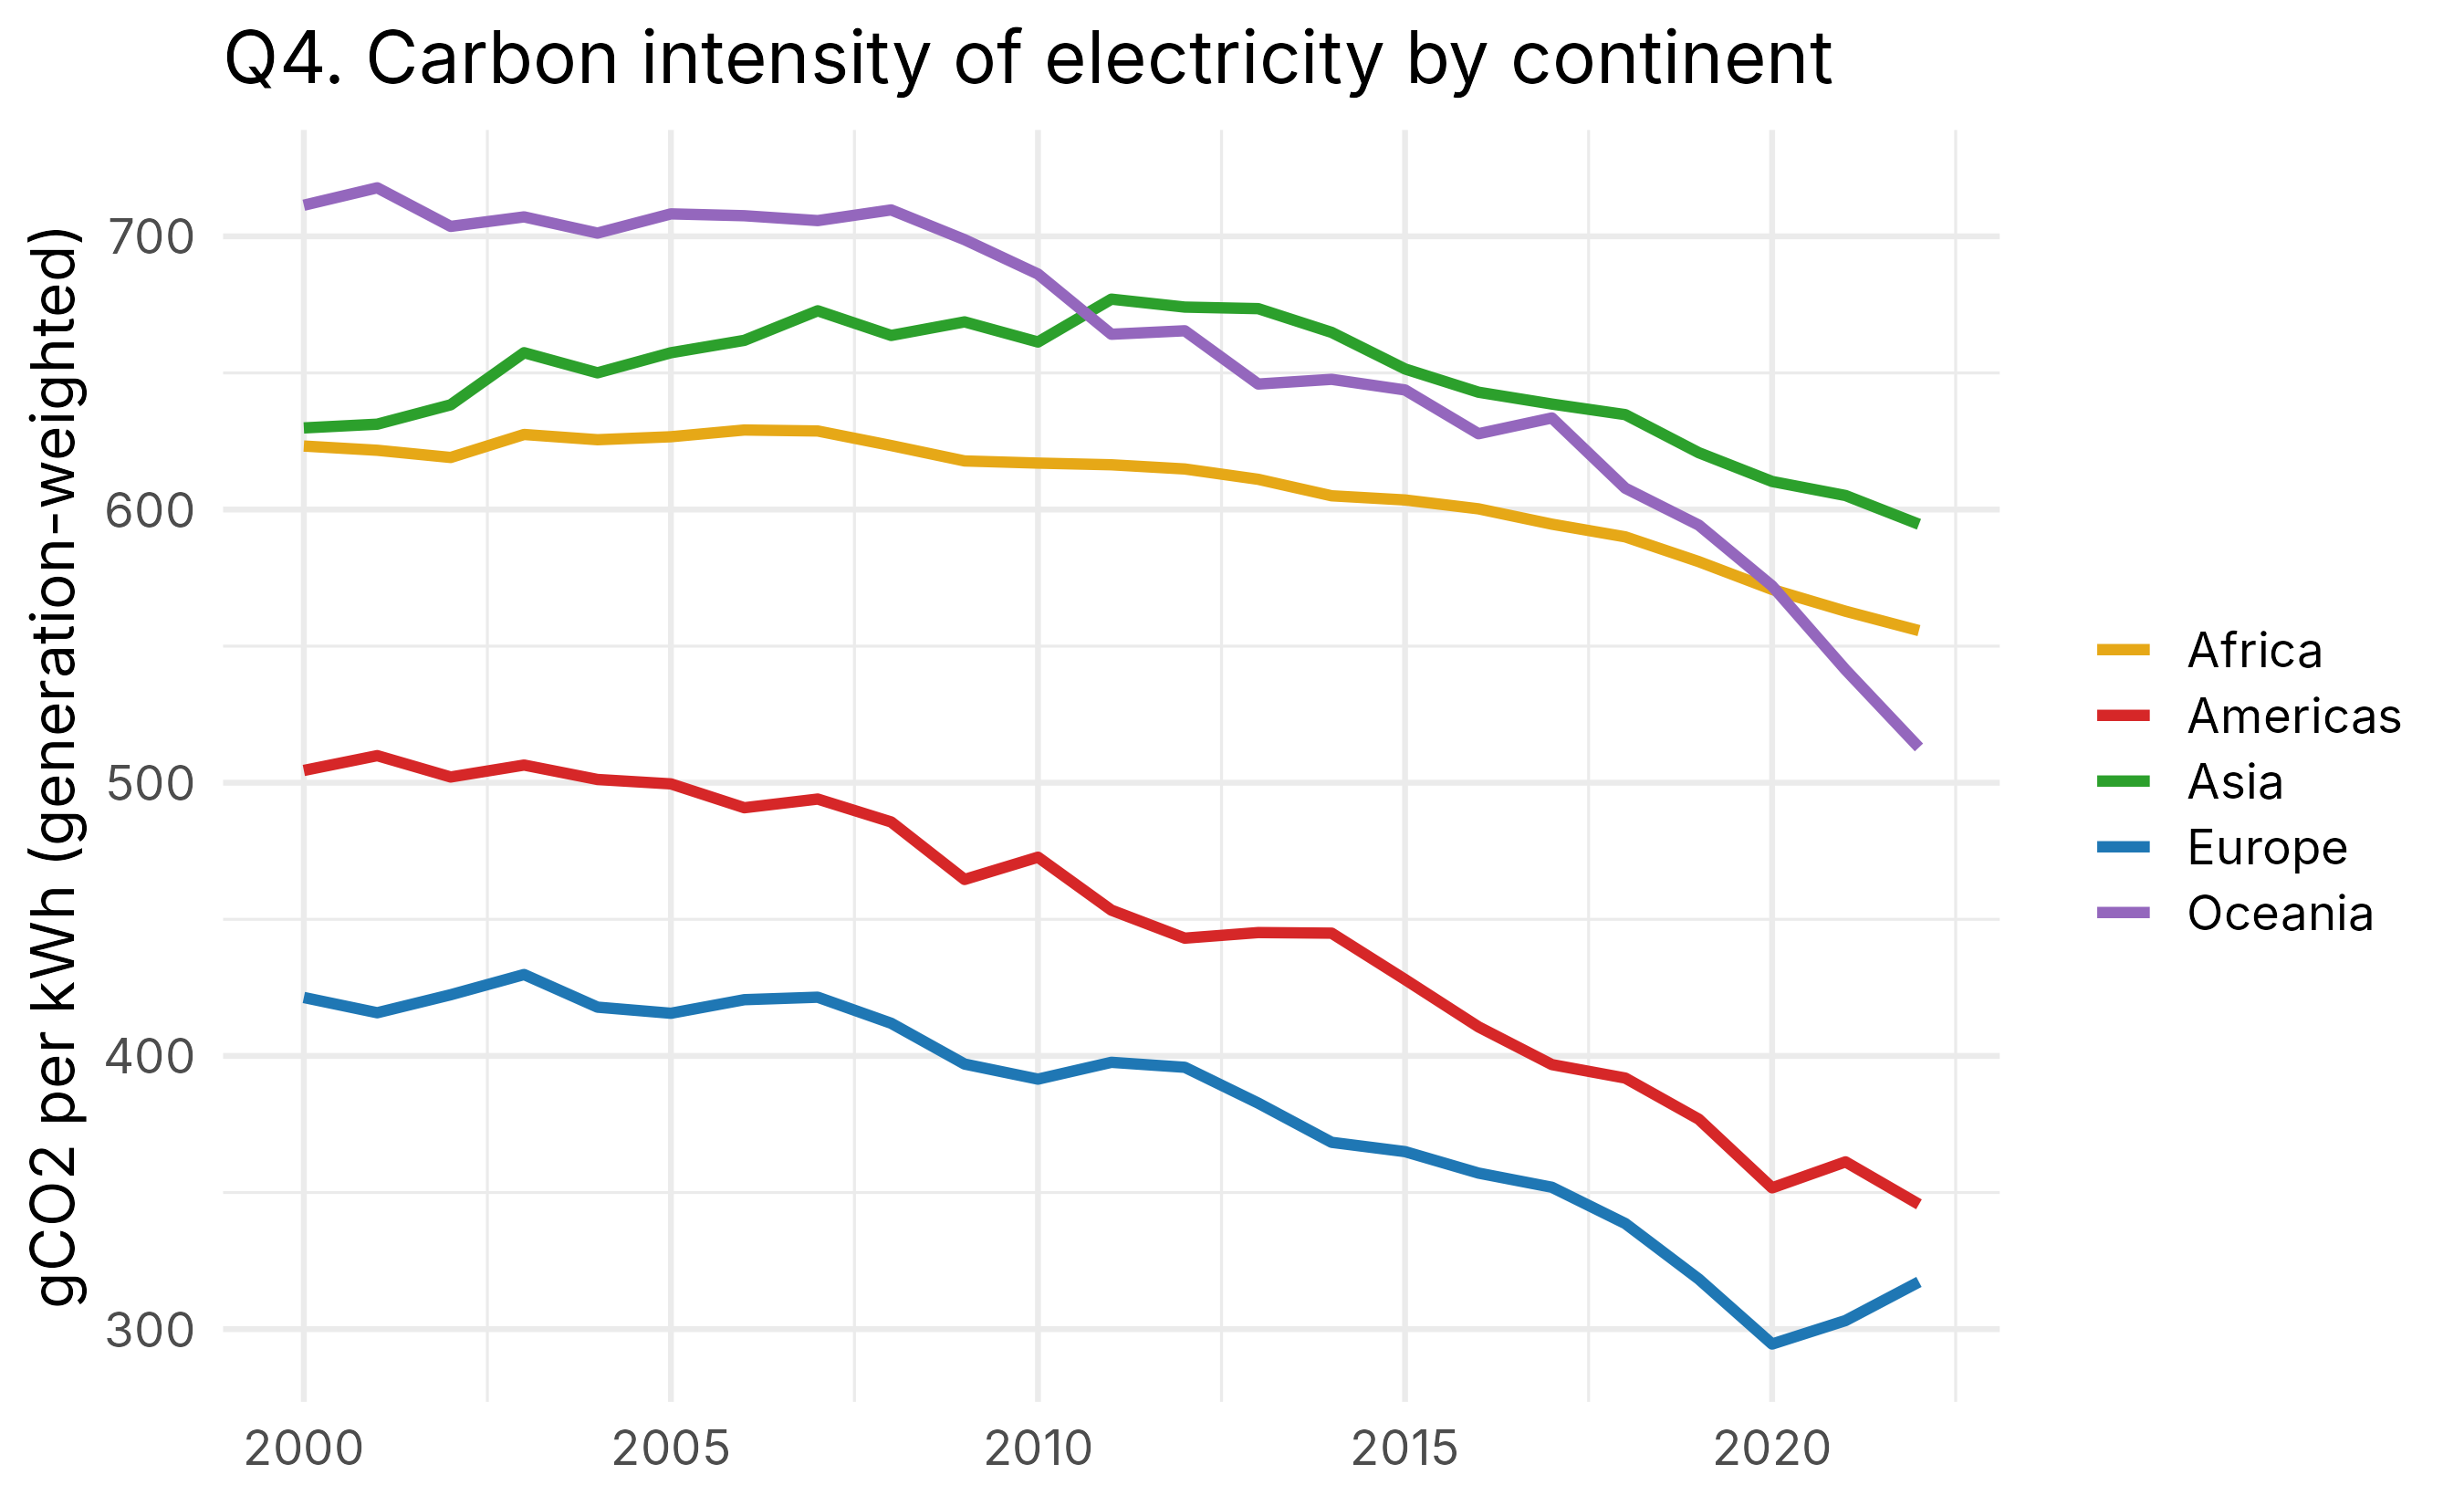 Q4. Carbon intensity of electricity by continent
gCO2 per kWh (generation-weighted)
700
600
500
400
300
2000
2005
2010
2015
2020
Africa
Americas
Asia
Europe
Oceania